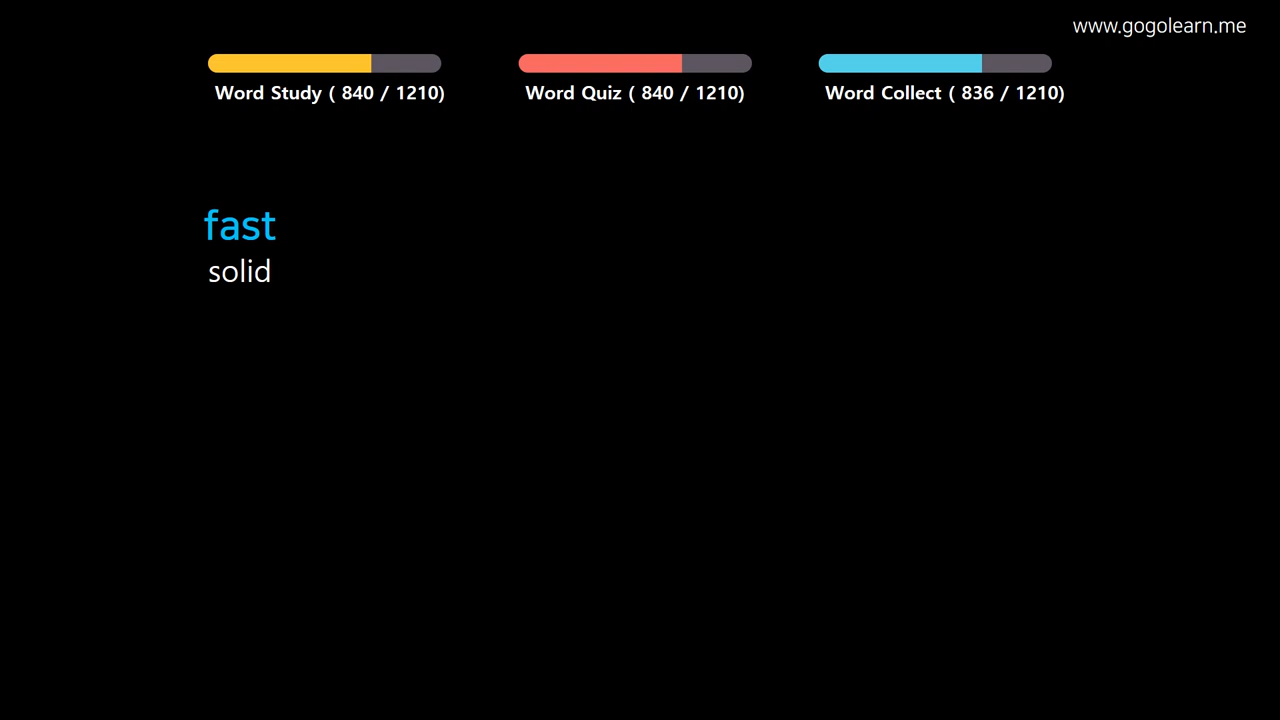 www.gogolearn.me
Word Study ( 840 / 1210)
Word Quiz ( 840 / 1210)
Word Collect ( 836 / 1210)
fast
solid